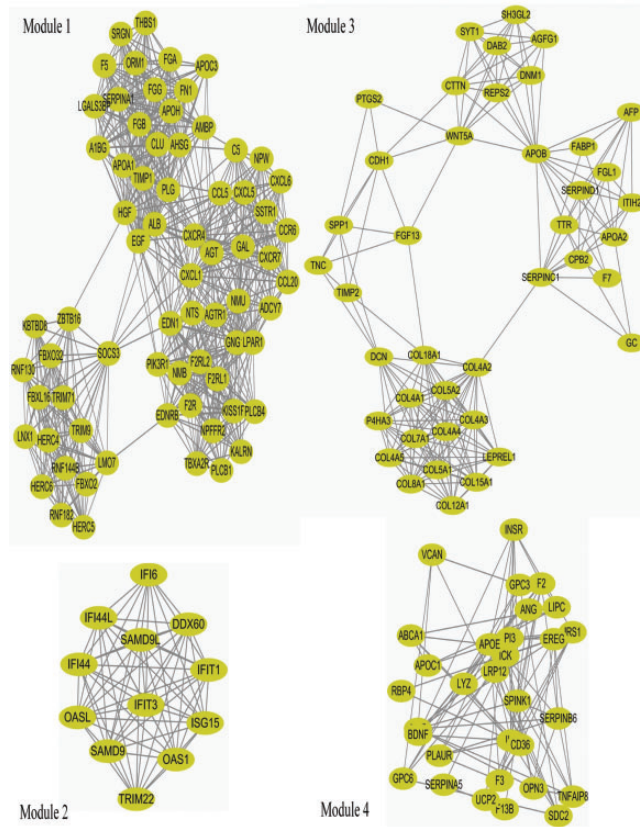 Module 1
THBS1
SRGN
F5
ORM1
FGA
APOC3
LGALS3BP
SERPINA1
FGG
FN1
APOH
FGB
AMBP
A1BG
CLU
AHSG
C5
NPW
APOA1
TIMP1
PLG
CCL5
CXCL5
CXCL6
HGF
ALB
SSTR1
EGF
CXCR4
CCR6
AGT
GAL
CXCR7
CXCL1
CCL20
NMU
ADCY7
NTS
AGTR1
EDN1
GNG
LPAR1
ZBTB16
KBTBD8
FBXO32
SOCS3
RNF130
PIK3R1
F2RL2
NMB
F2RL1
FBXL16
TRIM71
F2R
KISS1R
PLCB4
EDNRB
NPFFR2
LNX1
HERC4
TRIM9
KALRN
TBXA2R
PLCB1
RNF144B
LMO7
HERC6
FBXO2
RNF182
HERC5
Module 3
SH3GL2
SYT1
DAB2
AGFG1
CTTN
REPS2
DNM1
PTGS2
WNT5A
AFP
CDH1
APOB
FABP1
FGL1
SERPIND1
ITIH2
SPP1
FGF13
TTR
APOA2
TNC
CPB2
SERPINC1
F7
TIMP2
GC
DCN
COL18A1
COL4A2
COL5A2
COL4A1
P4HA3
COL4A3
COL7A1
COL4A4
COL4A5
COL5A1
LEPREL1
COL8A1
COL15A1
COL12A1
IFI6
IFI44L
DDX60
SAMD9L
IFI44
IFIT1
IFIT3
OASL
ISG15
SAMD9
OAS1
TRIM22
Module 2
INSR
VCAN
GPC3
F2
ANG
LIPC
ABCA1
IRS1
APOE
PI3
EREG
ICK
APOC1
LRP12
RBP4
LYZ
SPINK1
SERPINB6
BDNF
CD36
PLAUR
GPC6
SERPINA5
F3
OPN3
TNFAIP8
UCP2
F13B
SDC2
Module 4